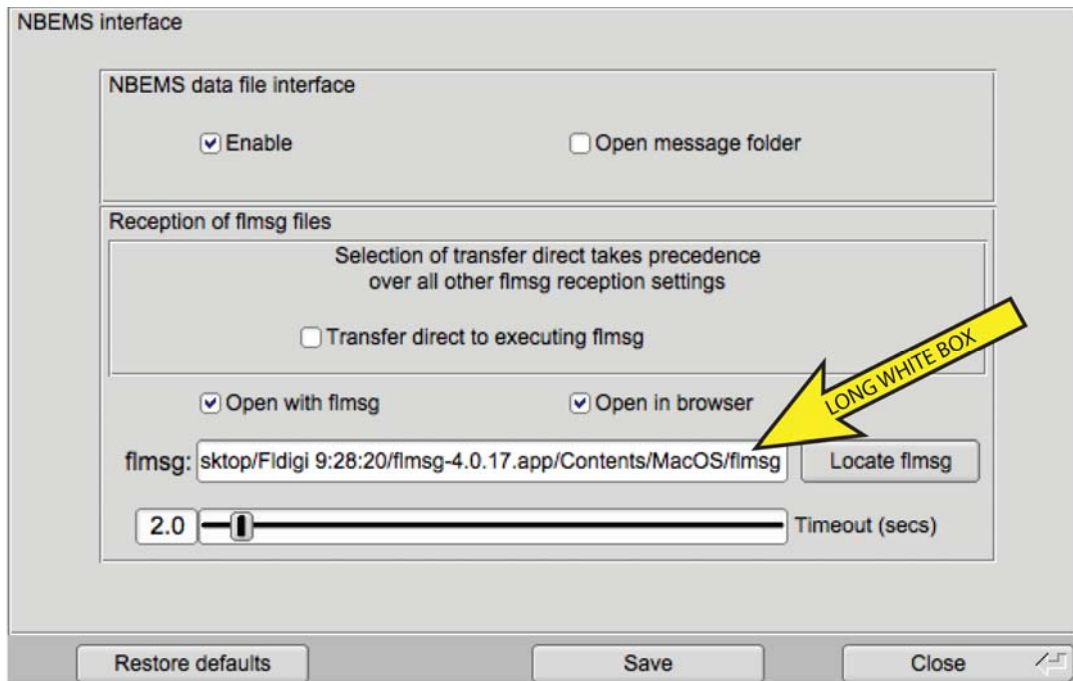 NBEMS interface
NBEMS data file interface
Enable
Open message folder
Reception of flmsg files
Selection of transfer direct takes precedence
over all other flmsg reception settings
Transfer direct to executing flmsg
LONG WHITE BOX
Open with flmsg
Open in browser
flmsg:
sktop/Fldigi 9:28:20/flmsg-4.0.17.app/Contents/MacOS/flmsg
Locate flmsg
2.0
Timeout (secs)
Restore defaults
Save
Close